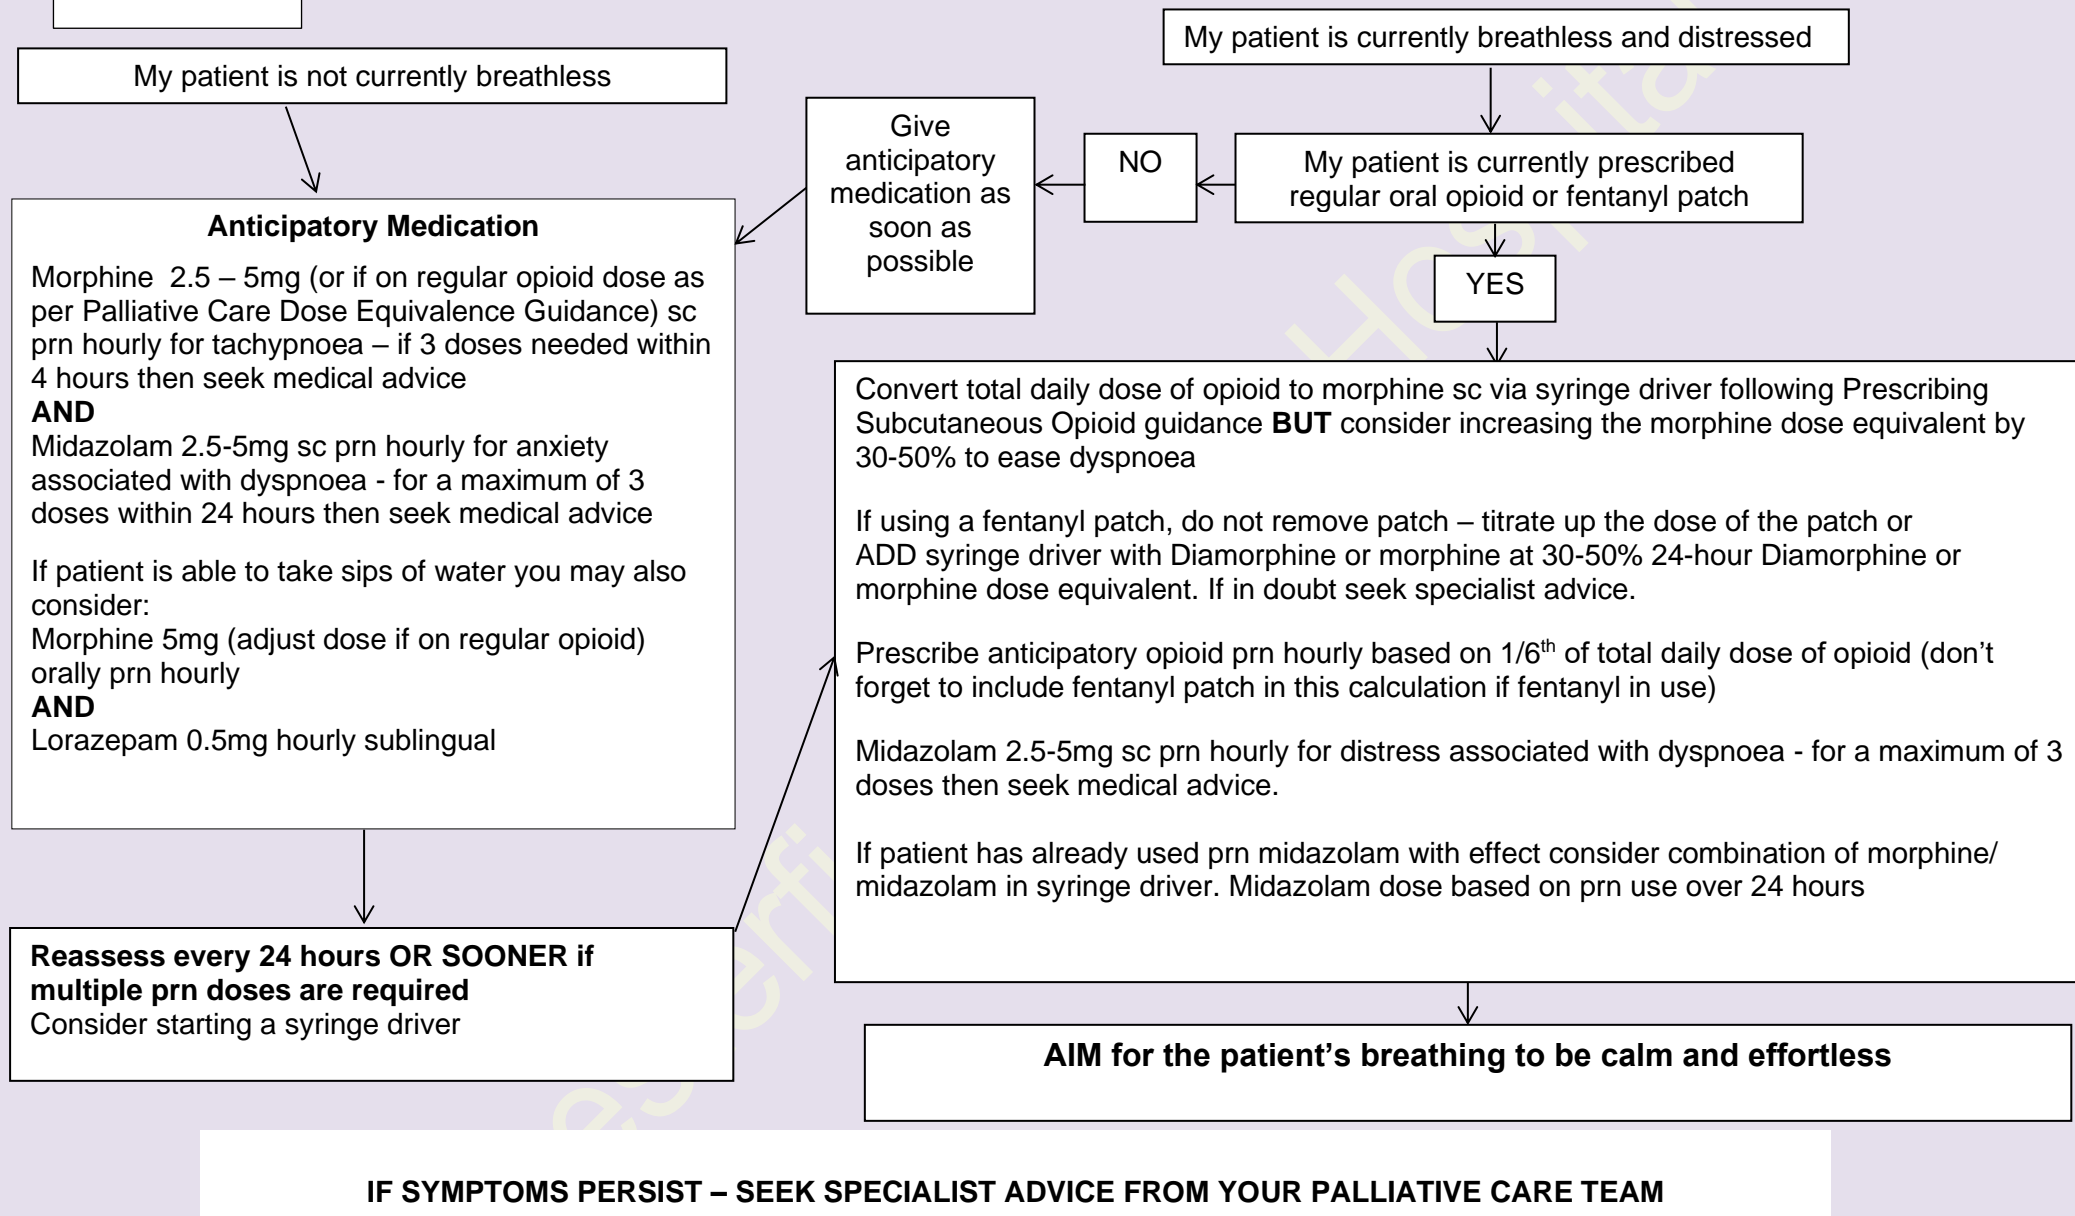 My patient is not currently breathless
My patient is currently breathless and distressed
Give
anticipatory
medication as
soon as
possible
NO
My patient is currently prescribed
regular oral opioid or fentanyl patch
YES
Anticipatory Medication
Morphine  2.5 – 5mg (or if on regular opioid dose as
per Palliative Care Dose Equivalence Guidance) sc
prn hourly for tachypnoea – if 3 doses needed within
4 hours then seek medical advice
AND
Midazolam 2.5-5mg sc prn hourly for anxiety
associated with dyspnoea - for a maximum of 3
doses within 24 hours then seek medical advice
If patient is able to take sips of water you may also
consider:
Morphine 5mg (adjust dose if on regular opioid)
orally prn hourly
AND
Lorazepam 0.5mg hourly sublingual
Convert total daily dose of opioid to morphine sc via syringe driver following Prescribing
Subcutaneous Opioid guidance BUT consider increasing the morphine dose equivalent by
30-50% to ease dyspnoea
If using a fentanyl patch, do not remove patch – titrate up the dose of the patch or
ADD syringe driver with Diamorphine or morphine at 30-50% 24-hour Diamorphine or
morphine dose equivalent. If in doubt seek specialist advice.
Prescribe anticipatory opioid prn hourly based on 1/6th of total daily dose of opioid (don’t
forget to include fentanyl patch in this calculation if fentanyl in use)
Midazolam 2.5-5mg sc prn hourly for distress associated with dyspnoea - for a maximum of 3
doses then seek medical advice.
If patient has already used prn midazolam with effect consider combination of morphine/
midazolam in syringe driver. Midazolam dose based on prn use over 24 hours
Reassess every 24 hours OR SOONER if
multiple prn doses are required
Consider starting a syringe driver
AIM for the patient’s breathing to be calm and effortless
IF SYMPTOMS PERSIST – SEEK SPECIALIST ADVICE FROM YOUR PALLIATIVE CARE TEAM